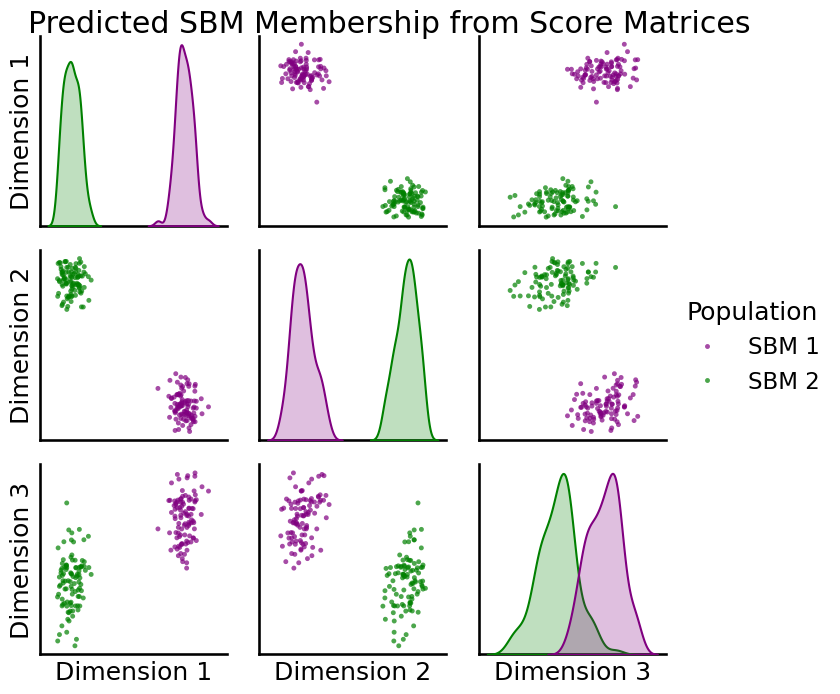 Predicted SBM Membership from Score Matrices
Dimension 1
Dimension 2
Dimension 3
Population
SBM 1
SBM 2
Dimension 1
Dimension 2
Dimension 3